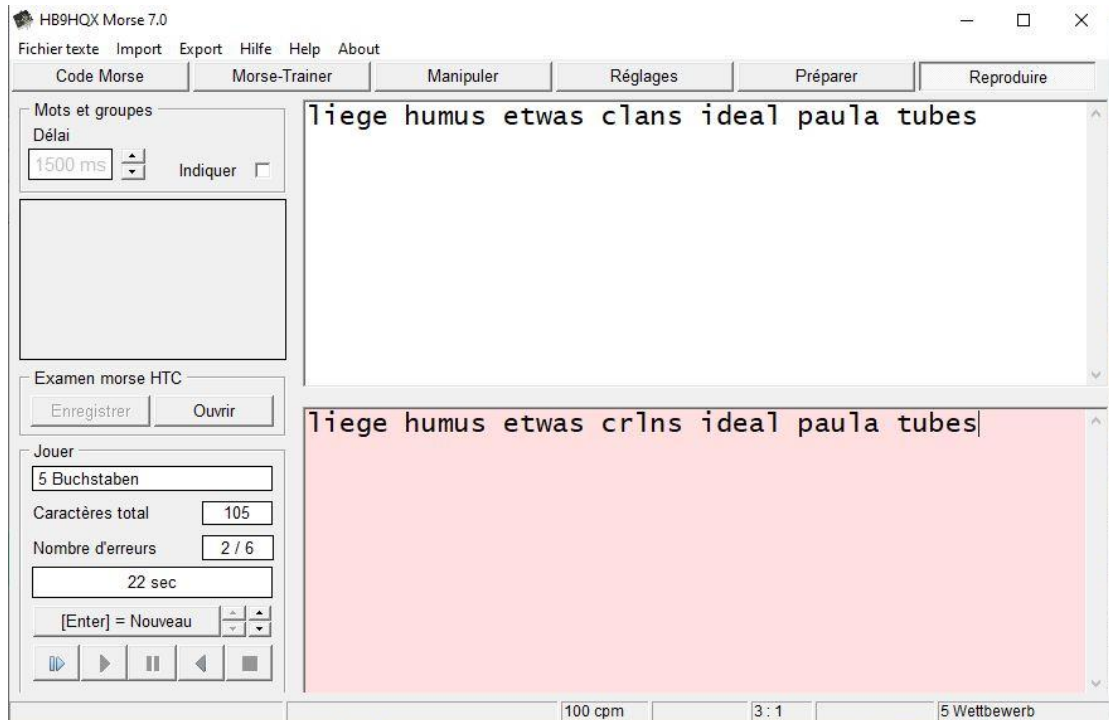 HB9HQX Morse 7.0
Fichier texte Import Export Hilfe Help About
Code Morse Morse-Trainer Manipuler Réglages Préparer Reproduire
Mots et groupes
Délai
1500 ms Indiquer
liege humus etwas clans ideal paula tubes
Examen morse HTC
Enregistrer Ouvrir
Jouer
5 Buchstaben
Caractères total 105
Nombre d'erreurs 2 / 6
22 sec
[Enter] = Nouveau
liege humus etwas crlns ideal paula tubes
100 cpm 3 : 1 5 Wettbewerb